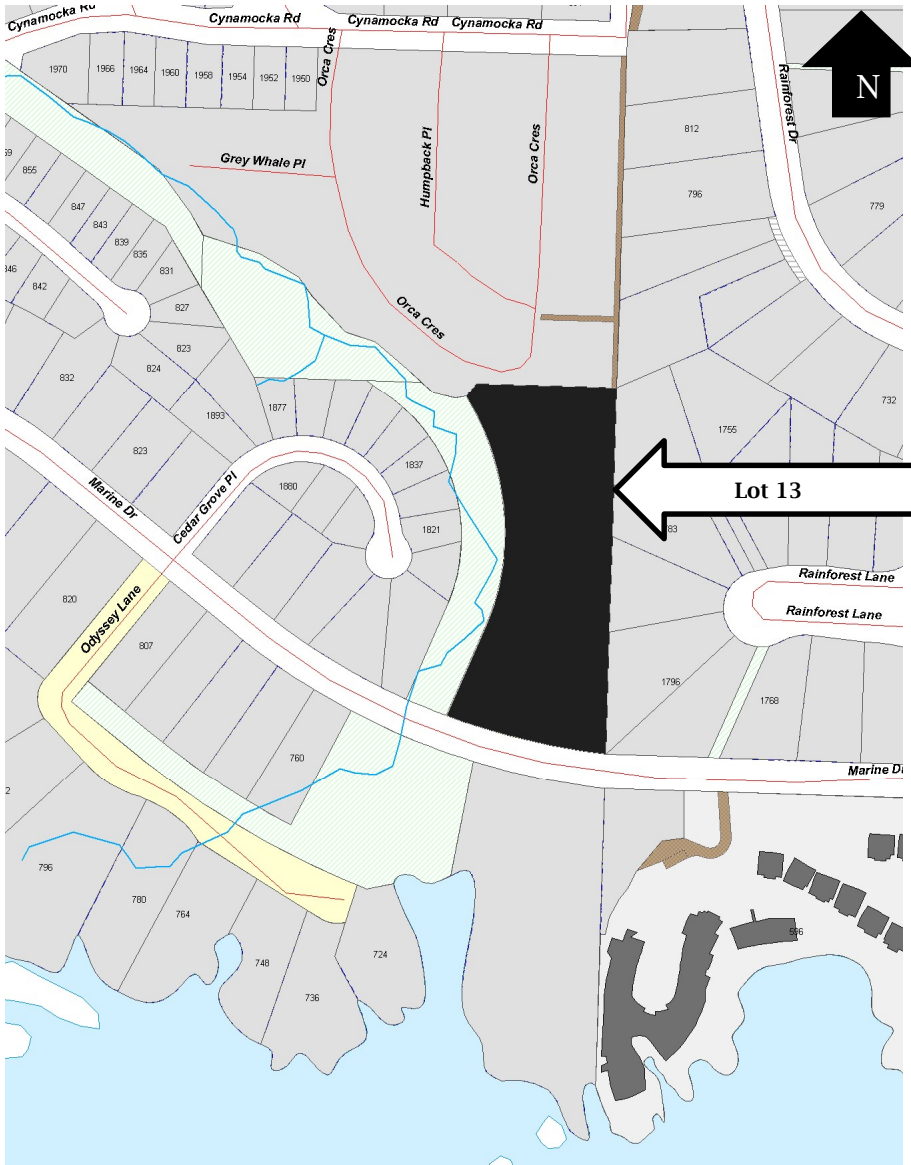 Cynamocka Rd
Cynamocka Rd
Cynamocka Rd
Cynamocka Rd
N
1970
1966
1964
1960
1958
1954
1952
1950
Orca Cres
Rainforest Dr
812
Grey Whale Pl
Humpback Pl
Orca Cres
855
796
779
847
843
839
835
831
842
827
Orca Cres
823
824
832
732
1893
1877
1755
823
1837
1880
Lot 13
Marine Dr
Cedar Grove Pl
1821
Rainforest Lane
820
Odyssey Lane
Rainforest Lane
807
1796
1768
760
Marine
796
780
764
724
596
748
736